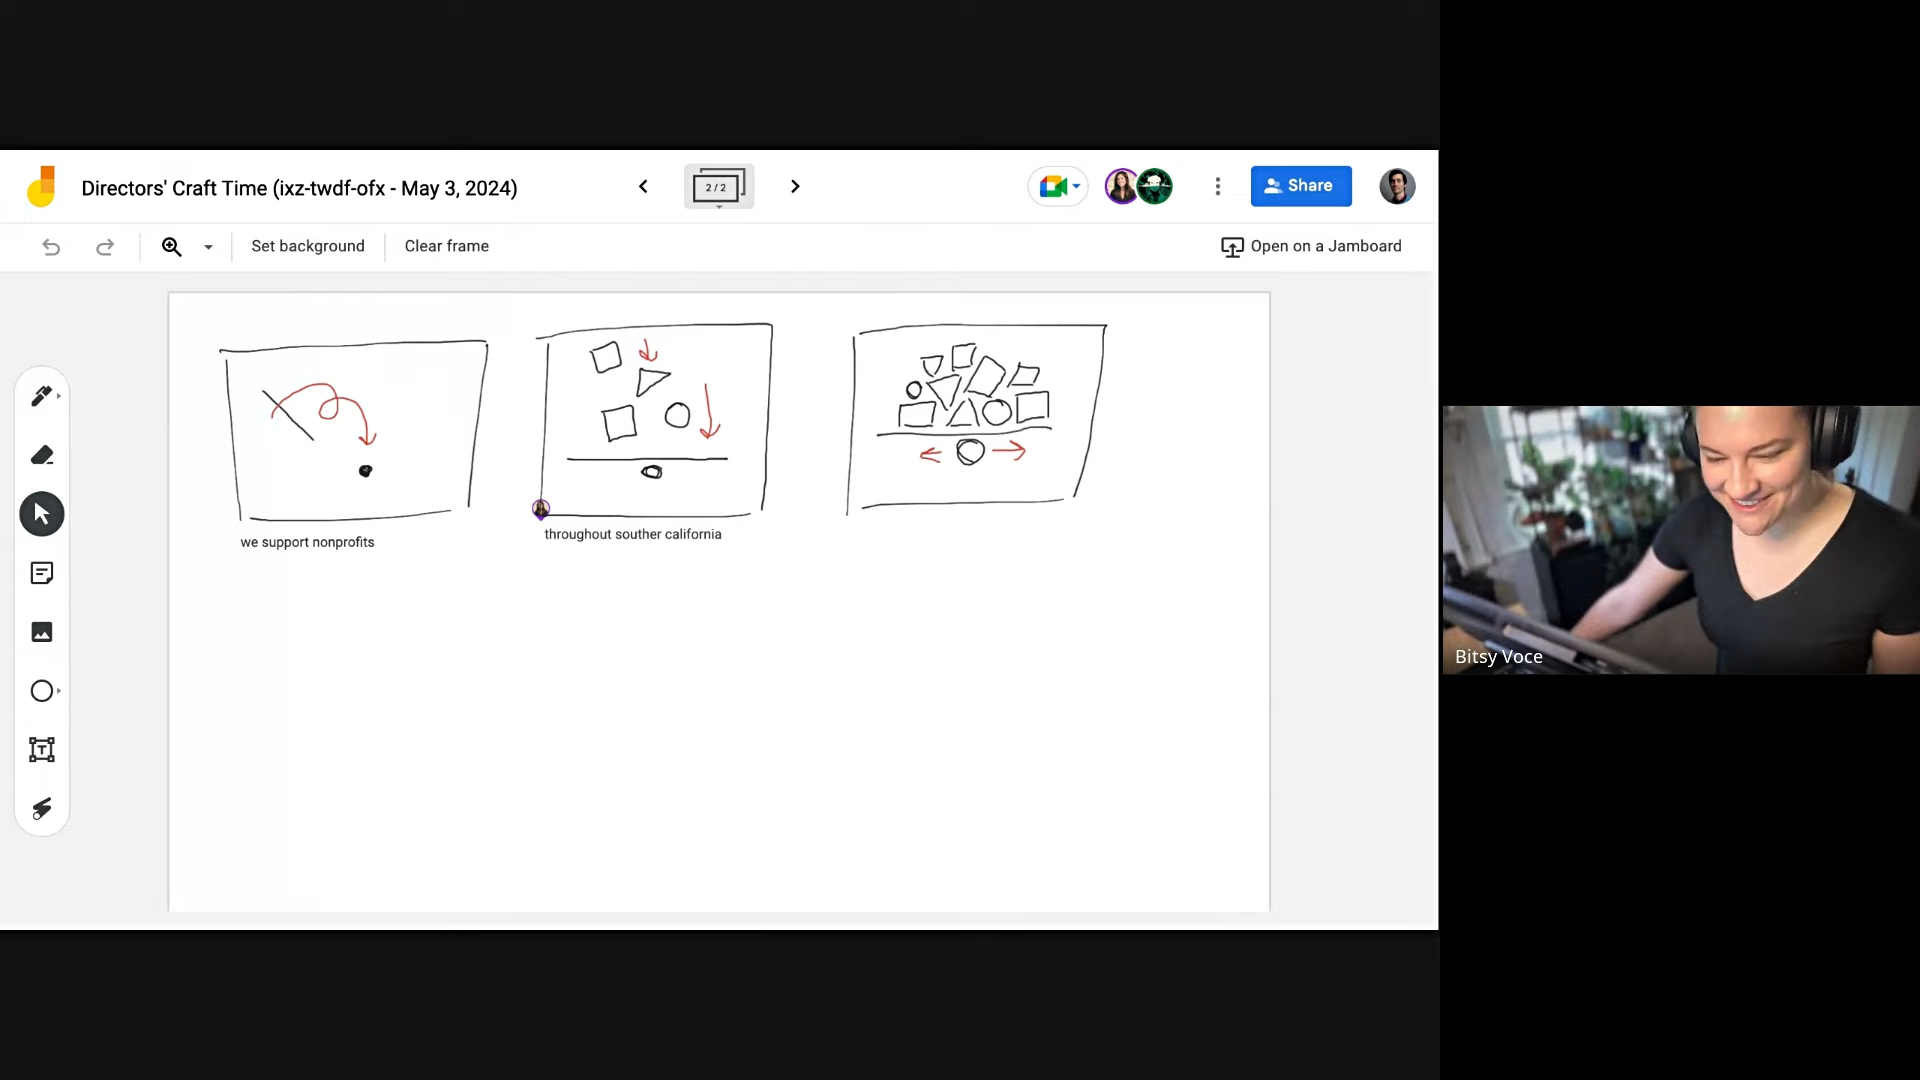 Directors' Craft Time (ixz-twdf-ofx - May 3, 2024)
2 / 2
Share
Set background
Clear frame
Open on a Jamboard
we support nonprofits
throughout souther california
T
Bitsy Voce